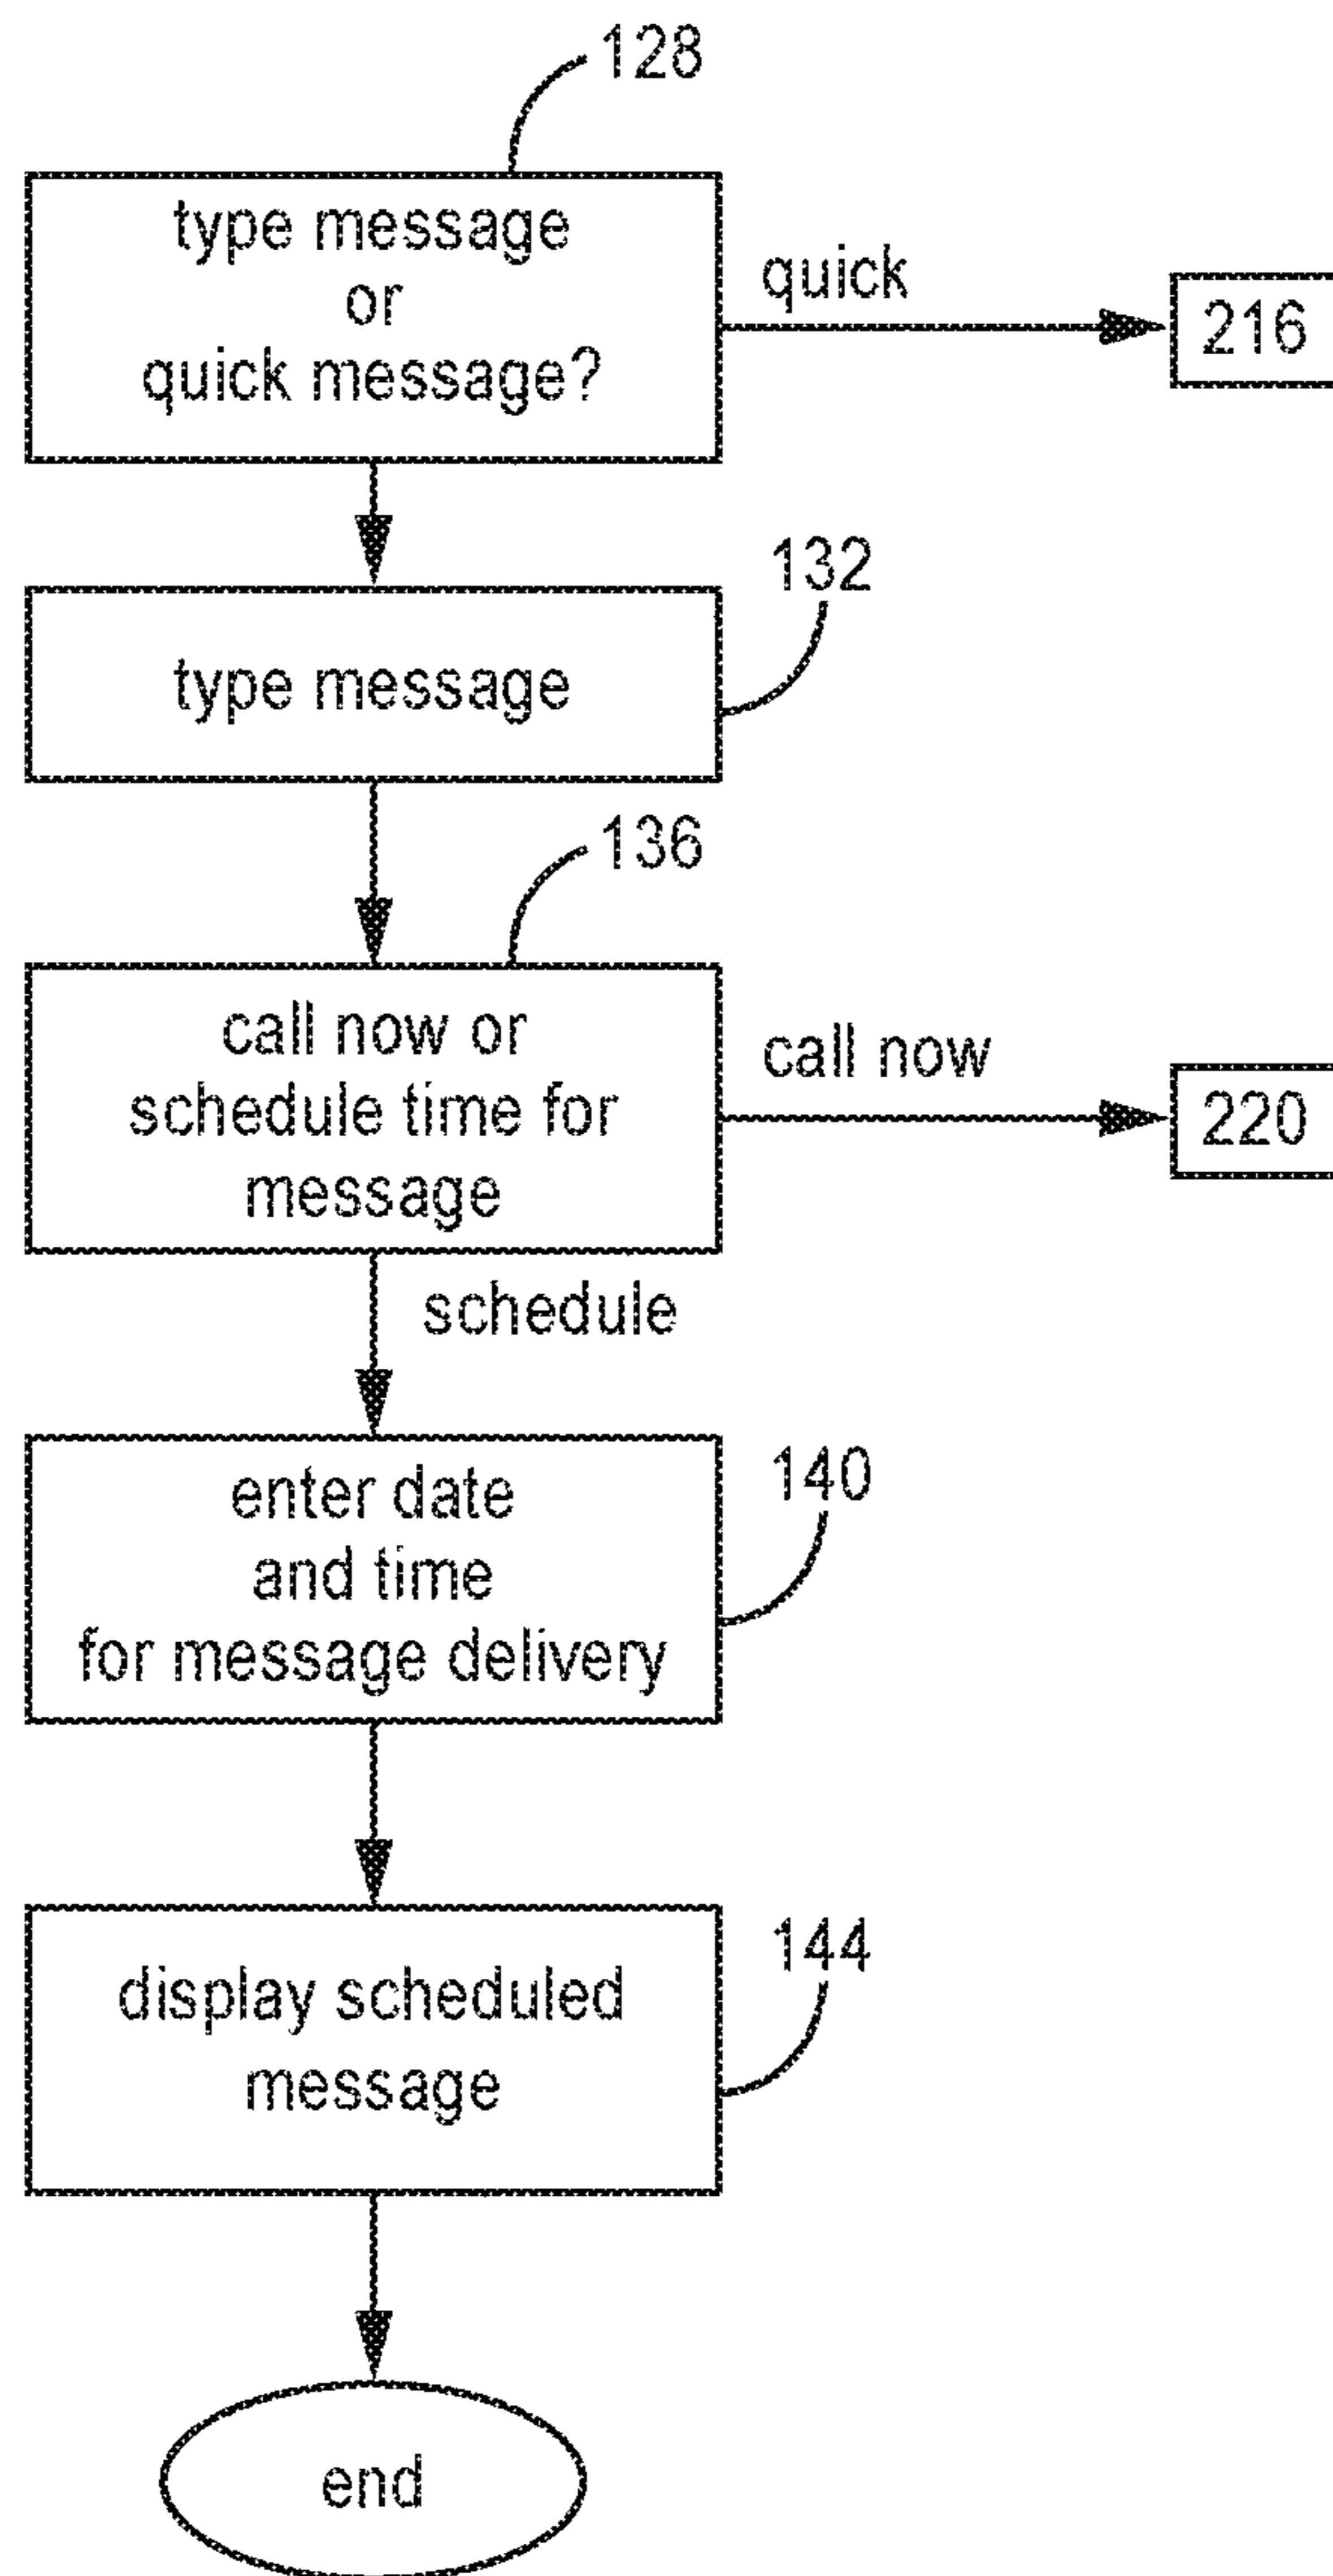 128
type message
or
quick message?
quick
216
132
type message
136
call now or
schedule time for
message
call now
220
schedule
140
enter date
and time
for message delivery
144
display scheduled
message
end